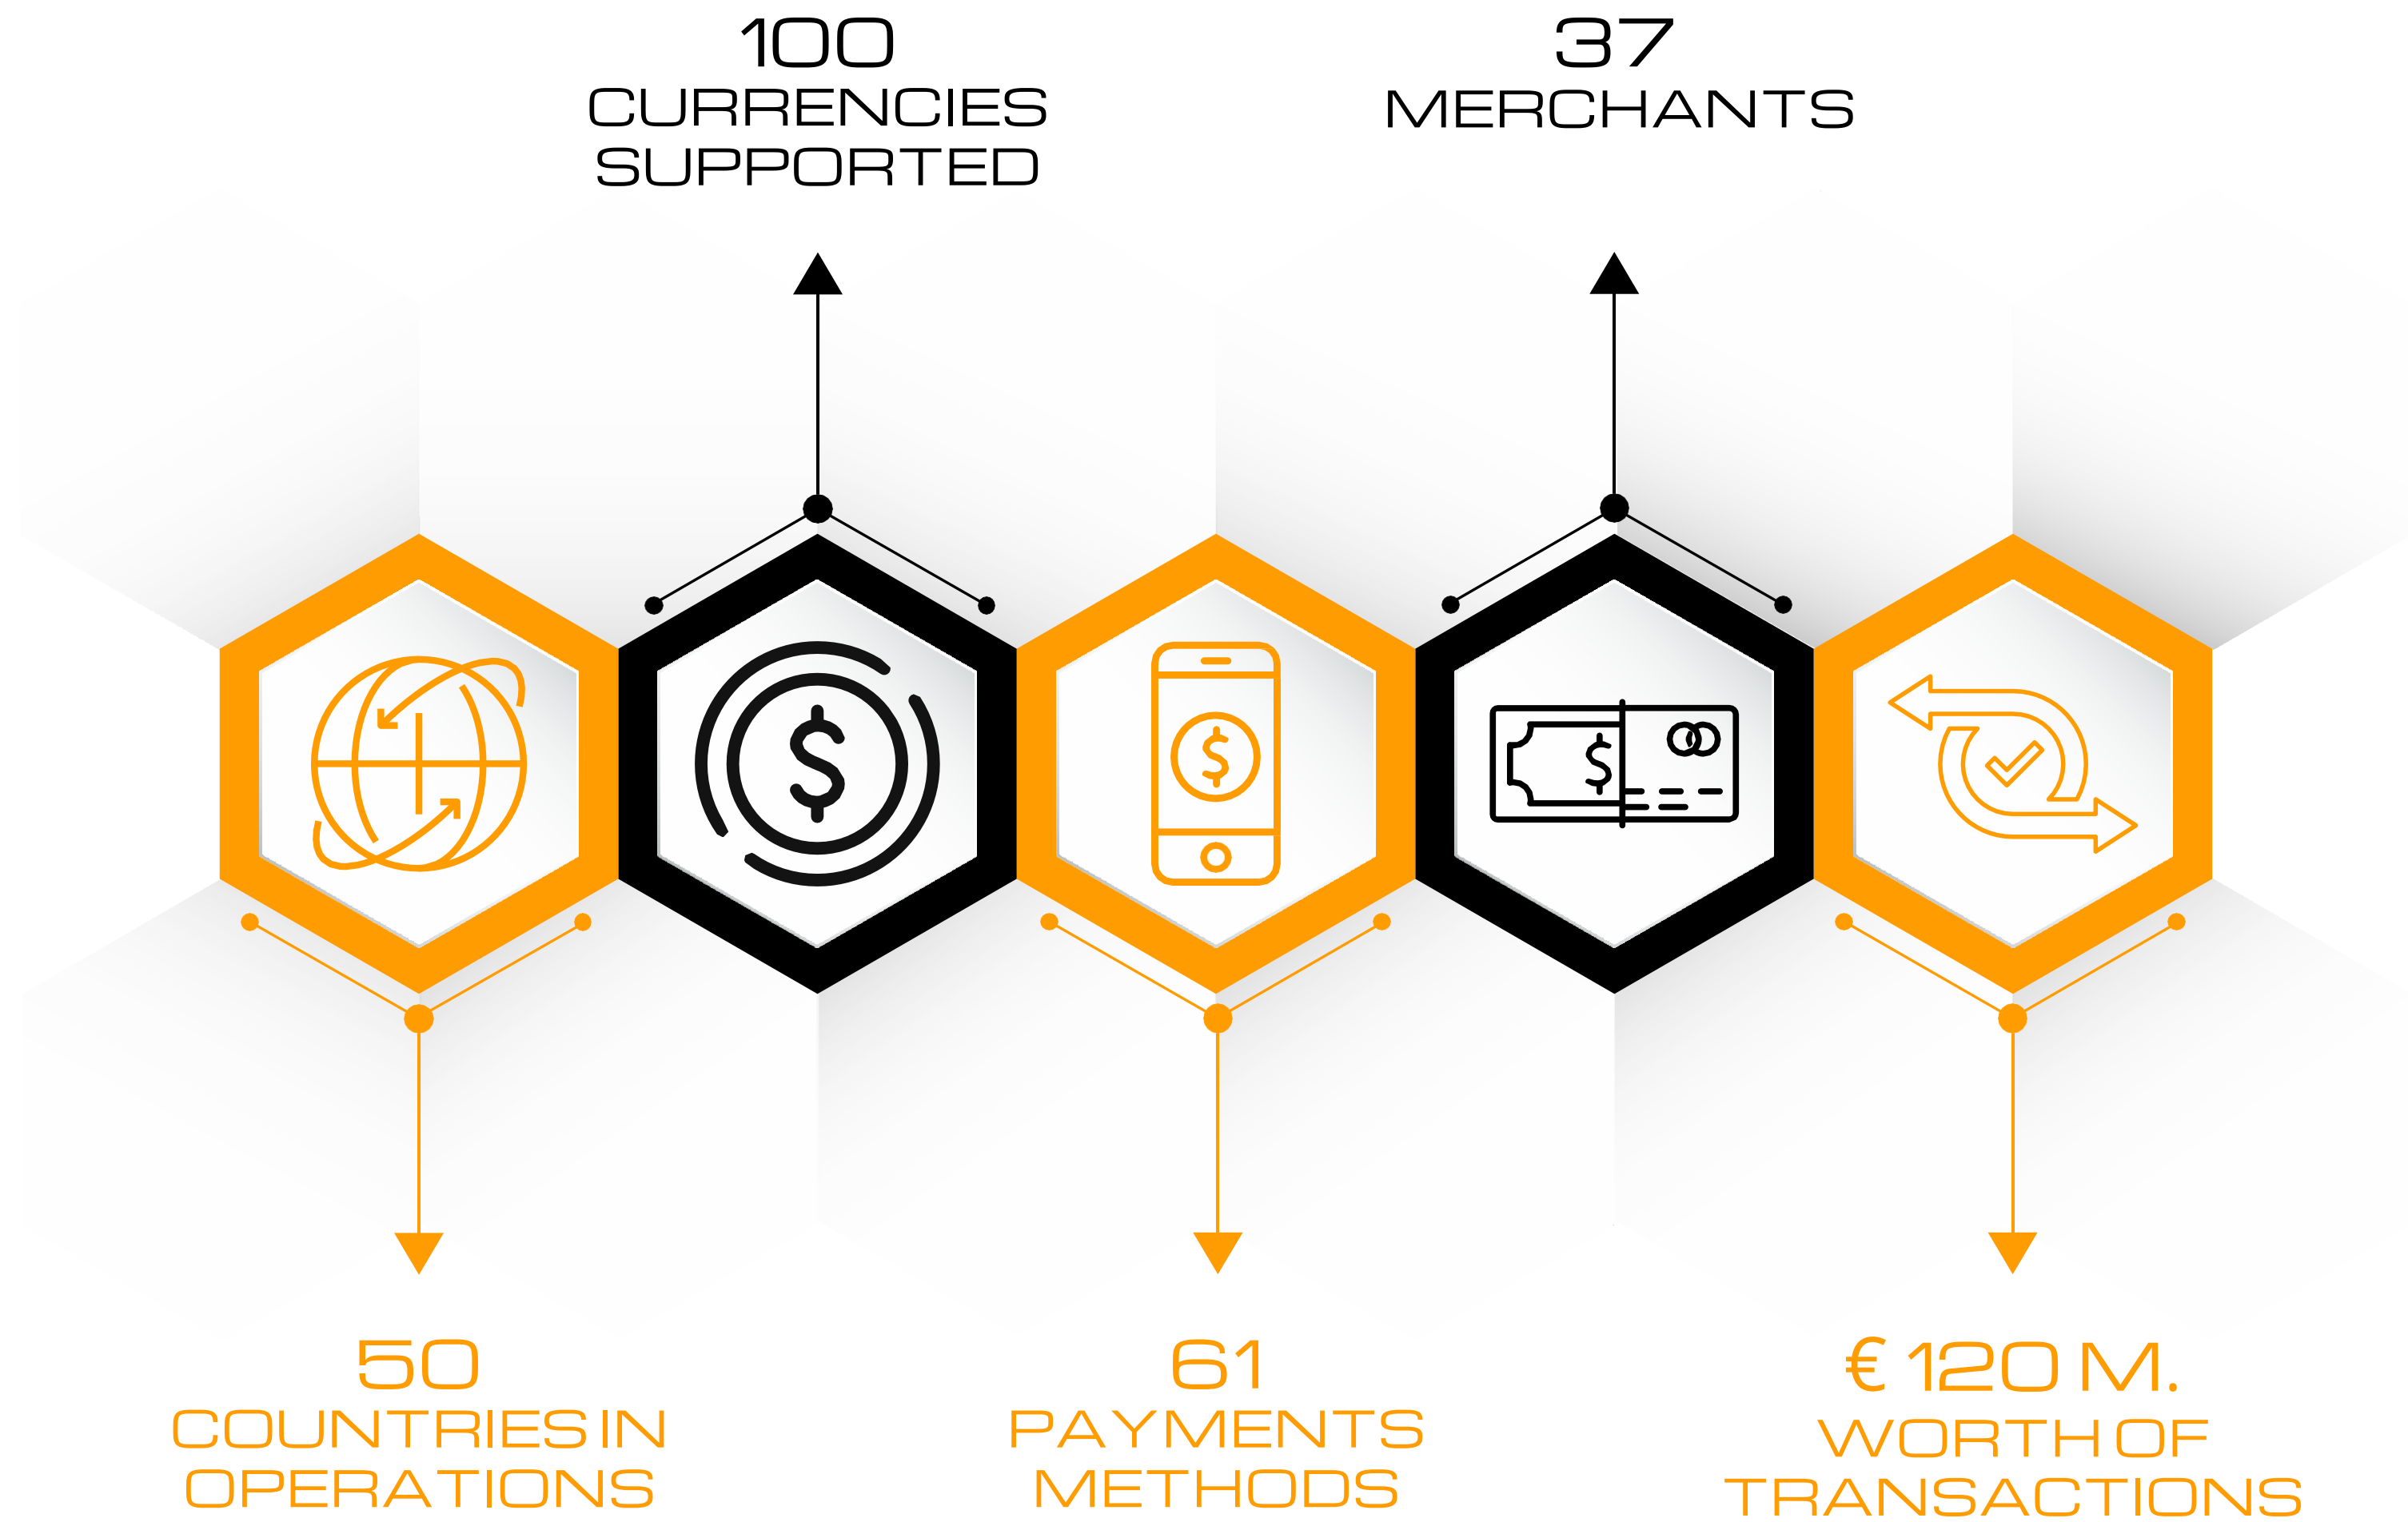 100
CURRENCIES
SUPPORTED
37
MERCHANTS
50
COUNTRIES IN
OPERATIONS
61
PAYMENTS
METHODS
€ 120 M.
WORTH OF
TRANSACTIONS